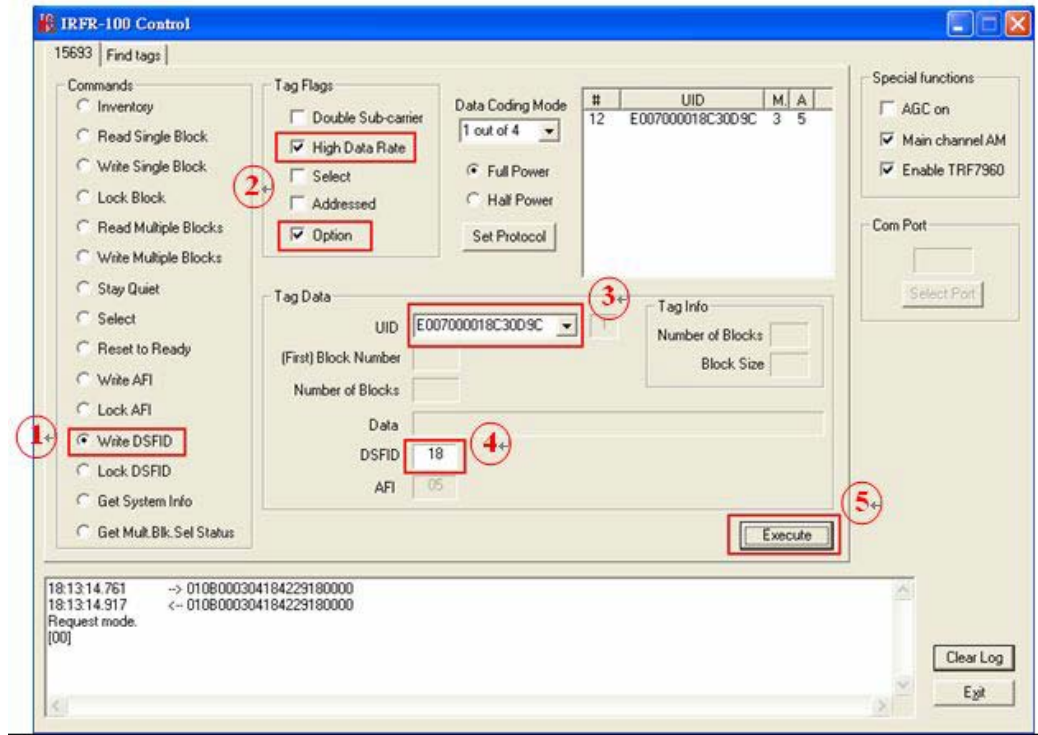 IRFR-100 Control
15693 Find tags
Commands
Inventory
Read Single Block
Write Single Block
Lock Block
Read Multiple Blocks
Write Multiple Blocks
Stay Quiet
Select
Reset to Ready
Write AFI
Lock AFI
1 Write DSFID
Lock DSFID
Get System Info
Get Mult.Blk.Sel Status
Tag Flags
Double Sub-carrier
High Data Rate
2 Select
Addressed
Option
Data Coding Mode
1 out of 4
Full Power
Half Power
Set Protocol
# UID M. A
12 E007000018C30D9C 3 5
Special functions
AGC on
Main channel AM
Enable TRF7960
Com Port
Select Port
Tag Data
3
UID E007000018C30D9C 1
(First) Block Number
Number of Blocks
Data
DSFID 18 4
AFI 05
Tag Info
Number of Blocks
Block Size
5
Execute
18:13:14.761 --> 010B000304184229180000
18:13:14.917 <-- 010B000304184229180000
Request mode.
[00]
Clear Log
Exit